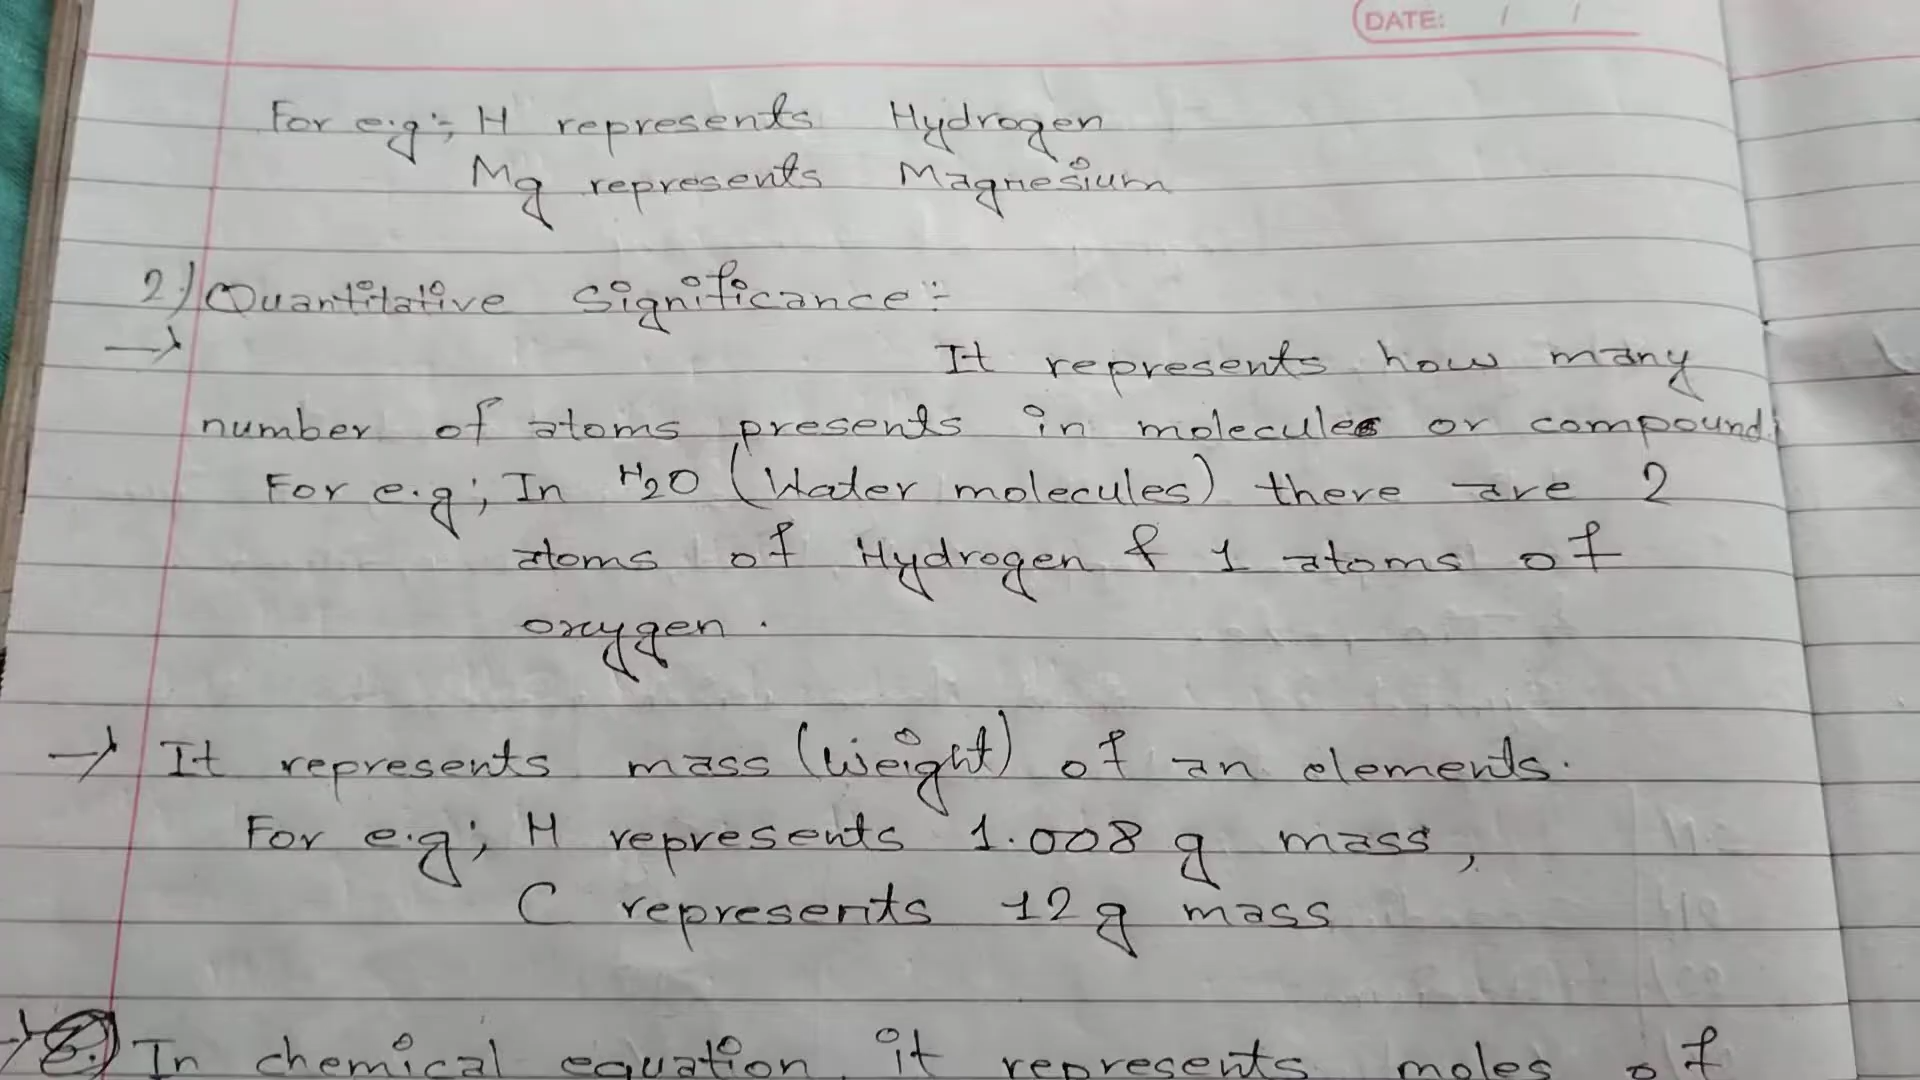 DATE: / /
For e.g:-, H represents Hydrogen
Mg represents Magnesium
2) Quantitative Significance:-
→ It represents how many
number of atoms presents in molecules or compound;
For e.g; In H₂O (Water molecules) there are 2
atoms of Hydrogen & 1 atoms of
oxygen.
→ It represents mass (weight) of an elements.
For e.g; H represents 1.008 g mass,
C represents 12 g mass
→ In chemical equation, it represents moles of